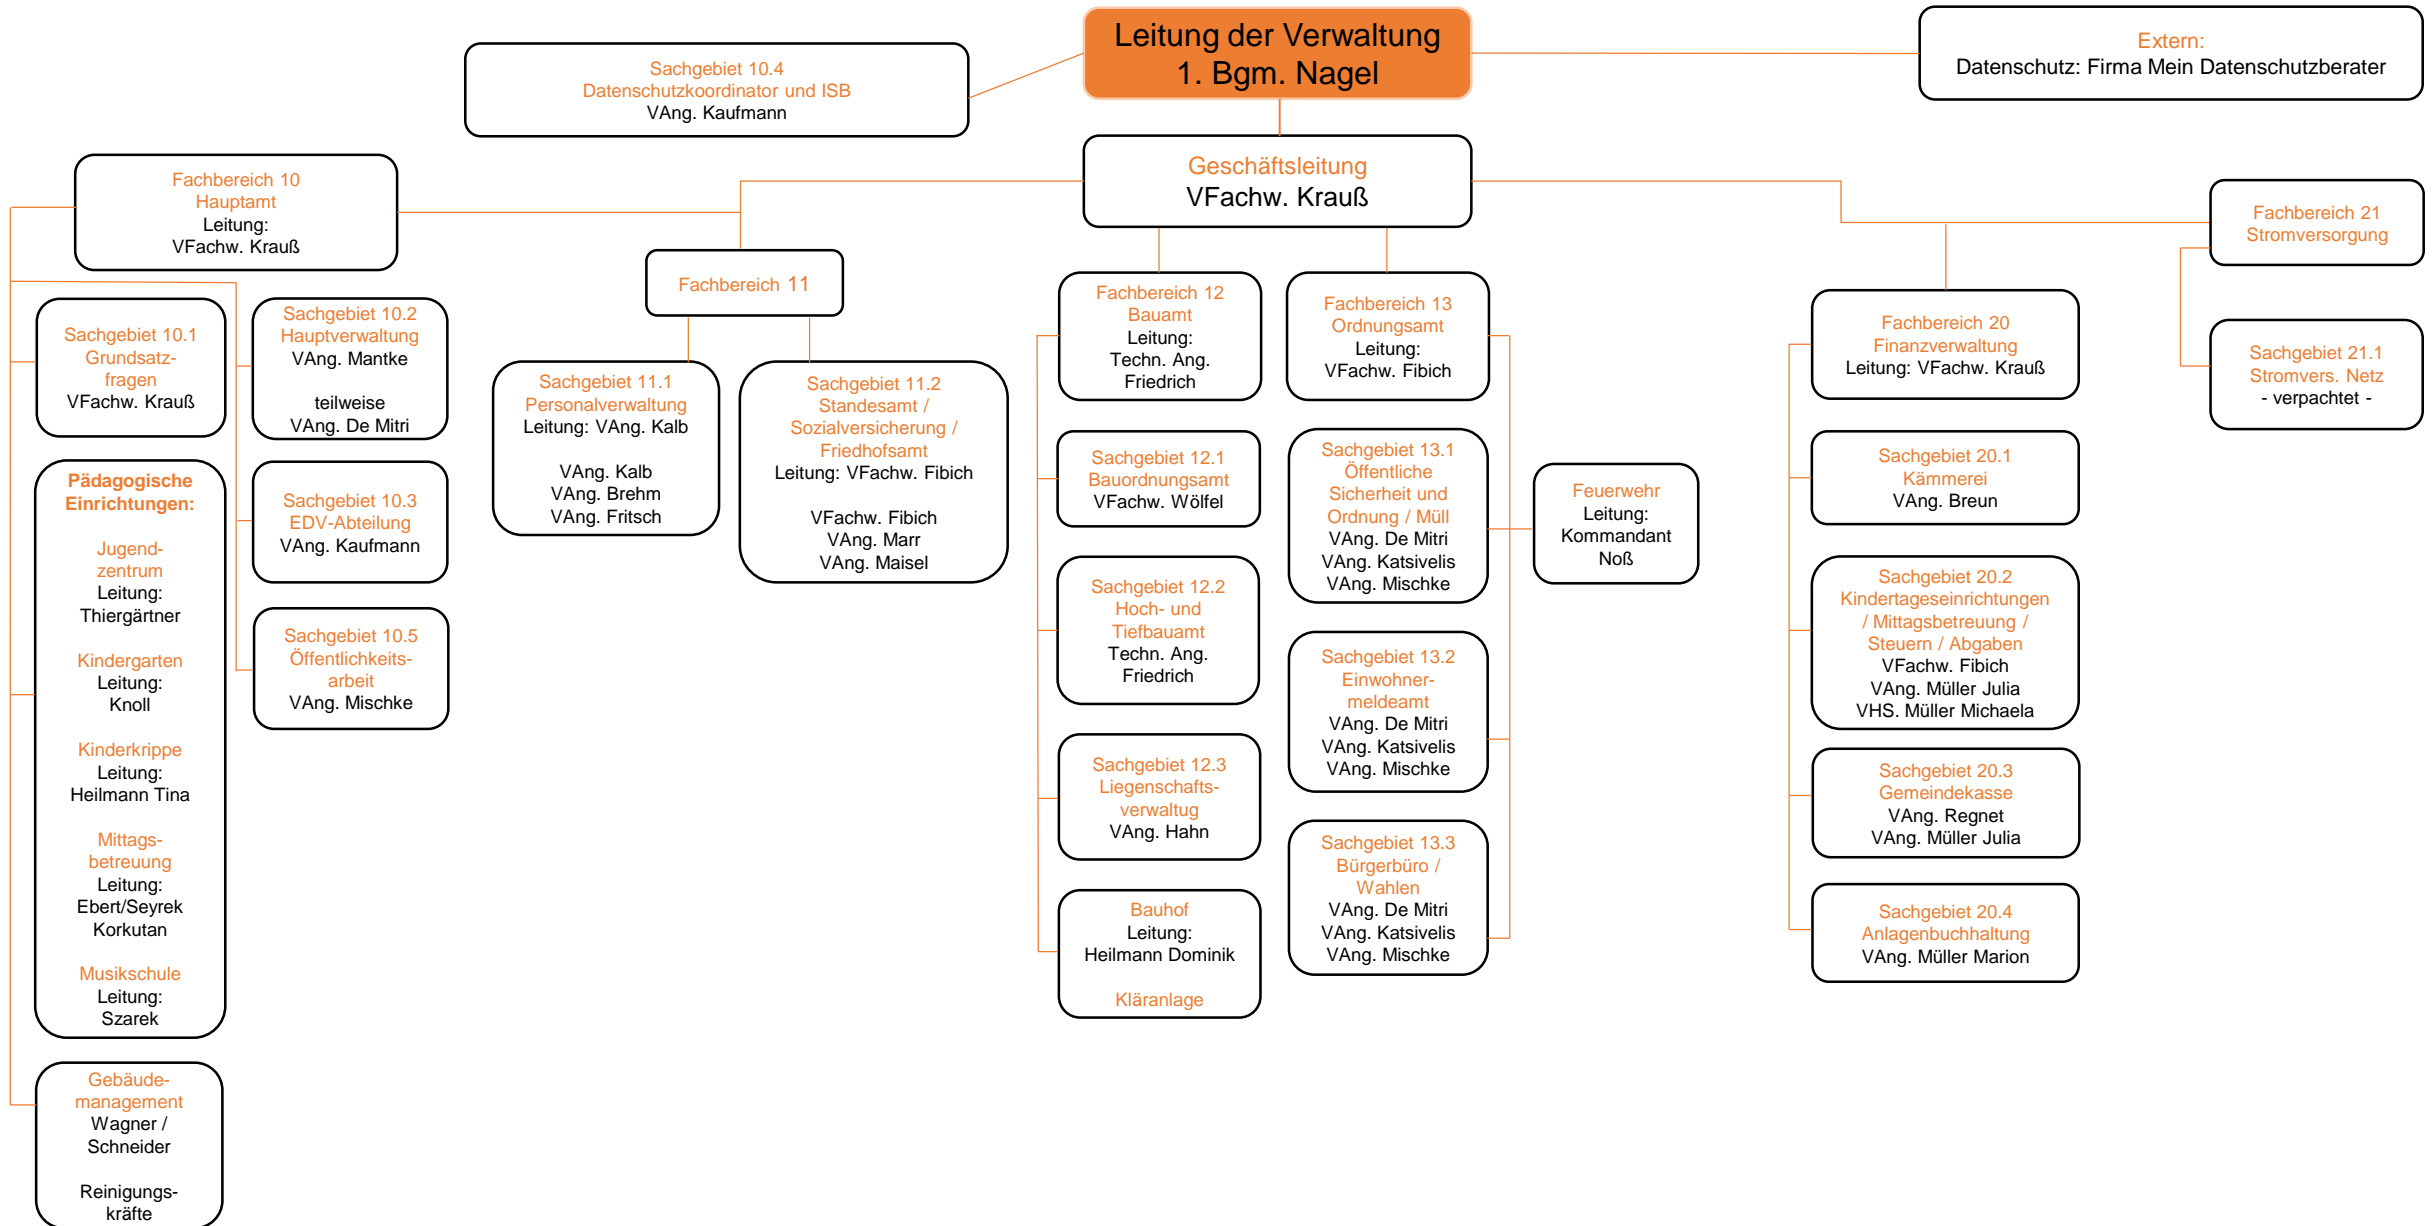 Leitung der Verwaltung
1. Bgm. Nagel
Sachgebiet 10.4
Datenschutzkoordinator und ISB
VAng. Kaufmann
Extern:
Datenschutz: Firma Mein Datenschutzberater
Geschäftsleitung
VFachw. Krauß
Fachbereich 10
Hauptamt
Leitung:
VFachw. Krauß
Sachgebiet 10.1
Grundsatz-
fragen
VFachw. Krauß
Sachgebiet 10.2
Hauptverwaltung
VAng. Mantke
teilweise
VAng. De Mitri
Pädagogische
Einrichtungen:
Jugend-
zentrum
Leitung:
Thiergärtner
Kindergarten
Leitung:
Knoll
Kinderkrippe
Leitung:
Heilmann Tina
Mittags-
betreuung
Leitung:
Ebert/Seyrek
Korkutan
Musikschule
Leitung:
Szarek
Sachgebiet 10.3
EDV-Abteilung
VAng. Kaufmann
Sachgebiet 10.5
Öffentlichkeits-
arbeit
VAng. Mischke
Gebäude-
management
Wagner /
Schneider
Reinigungs-
kräfte
Fachbereich 11
Sachgebiet 11.1
Personalverwaltung
Leitung: VAng. Kalb
VAng. Kalb
VAng. Brehm
VAng. Fritsch
Sachgebiet 11.2
Standesamt /
Sozialversicherung /
Friedhofsamt
Leitung: VFachw. Fibich
VFachw. Fibich
VAng. Marr
VAng. Maisel
Fachbereich 12
Bauamt
Leitung:
Techn. Ang.
Friedrich
Sachgebiet 12.1
Bauordnungsamt
VFachw. Wölfel
Sachgebiet 12.2
Hoch- und
Tiefbauamt
Techn. Ang.
Friedrich
Sachgebiet 12.3
Liegenschafts-
verwaltug
VAng. Hahn
Bauhof
Leitung:
Heilmann Dominik
Kläranlage
Fachbereich 13
Ordnungsamt
Leitung:
VFachw. Fibich
Sachgebiet 13.1
Öffentliche
Sicherheit und
Ordnung / Müll
VAng. De Mitri
VAng. Katsivelis
VAng. Mischke
Sachgebiet 13.2
Einwohner-
meldeamt
VAng. De Mitri
VAng. Katsivelis
VAng. Mischke
Sachgebiet 13.3
Bürgerbüro /
Wahlen
VAng. De Mitri
VAng. Katsivelis
VAng. Mischke
Feuerwehr
Leitung:
Kommandant
Noß
Fachbereich 20
Finanzverwaltung
Leitung: VFachw. Krauß
Sachgebiet 20.1
Kämmerei
VAng. Breun
Sachgebiet 20.2
Kindertageseinrichtungen
/ Mittagsbetreuung /
Steuern / Abgaben
VFachw. Fibich
VAng. Müller Julia
VHS. Müller Michaela
Sachgebiet 20.3
Gemeindekasse
VAng. Regnet
VAng. Müller Julia
Sachgebiet 20.4
Anlagenbuchhaltung
VAng. Müller Marion
Fachbereich 21
Stromversorgung
Sachgebiet 21.1
Stromvers. Netz
- verpachtet -